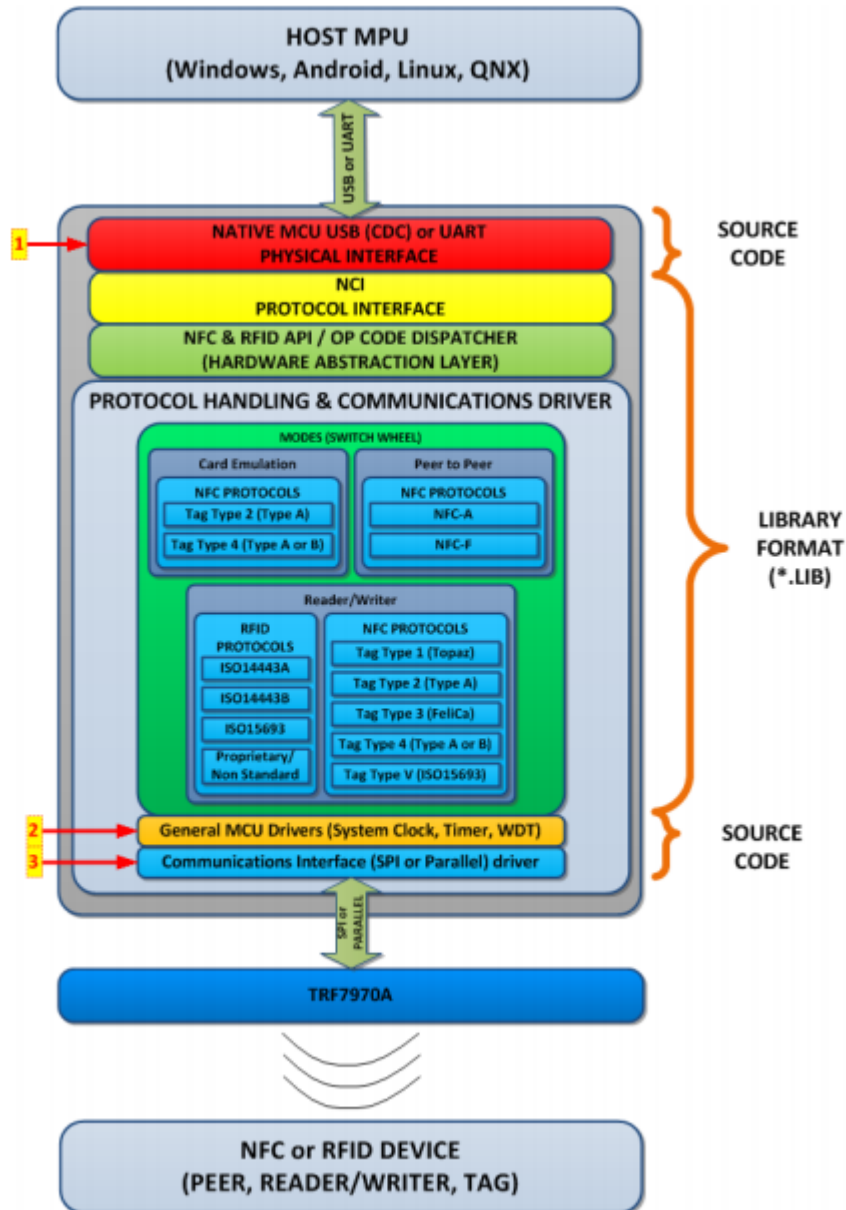 HOST MPU
(Windows, Android, Linux, QNX)
USB or UART
1
NATIVE MCU USB (CDC) or UART
PHYSICAL INTERFACE
SOURCE
CODE
NCI
PROTOCOL INTERFACE
NFC & RFID API / OP CODE DISPATCHER
(HARDWARE ABSTRACTION LAYER)
PROTOCOL HANDLING & COMMUNICATIONS DRIVER
MODES (SWITCH WHEEL)
Card Emulation
NFC PROTOCOLS
Tag Type 2 (Type A)
Tag Type 4 (Type A or B)
Peer to Peer
NFC PROTOCOLS
NFC-A
NFC-F
LIBRARY
FORMAT
(*.LIB)
Reader/Writer
RFID
PROTOCOLS
ISO14443A
ISO14443B
ISO15693
Proprietary/
Non Standard
NFC PROTOCOLS
Tag Type 1 (Topaz)
Tag Type 2 (Type A)
Tag Type 3 (FeliCa)
Tag Type 4 (Type A or B)
Tag Type V (ISO15693)
2
General MCU Drivers (System Clock, Timer, WDT)
3
Communications Interface (SPI or Parallel) driver
SOURCE
CODE
SPI or
PARALLEL
TRF7970A
NFC or RFID DEVICE
(PEER, READER/WRITER, TAG)